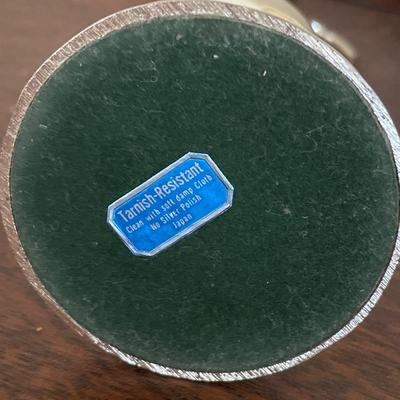 Tarnish-Resistant
Clean with soft damp Cloth
No Silver Polish
Japan